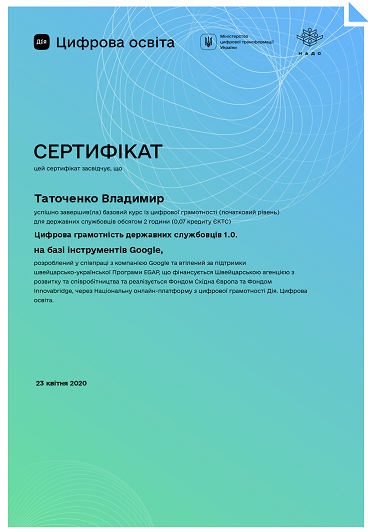 Дія Цифрова освіта
Міністерство
цифрової трансформації
України
НАДС
СЕРТИФІКАТ
цей сертифікат засвідчує, що
Таточенко Владимир
успішно завершив(ла) базовий курс із цифрової грамотності (початковий рівень)
для державних службовців обсягом 2 години (0,07 кредиту ЄКТС)
Цифрова грамотність державних службовців 1.0.
на базі інструментів Google,
розроблений у співпраці з компанією Google та втілений за підтримки
швейцарсько-української Програми EGAP, що фінансується Швейцарською агенцією з
розвитку та співробітництва та реалізується Фондом Східна Європа та Фондом
Innovabridge, через Національну онлайн-платформу з цифрової грамотності Дія. Цифрова
освіта.
23 квітня 2020